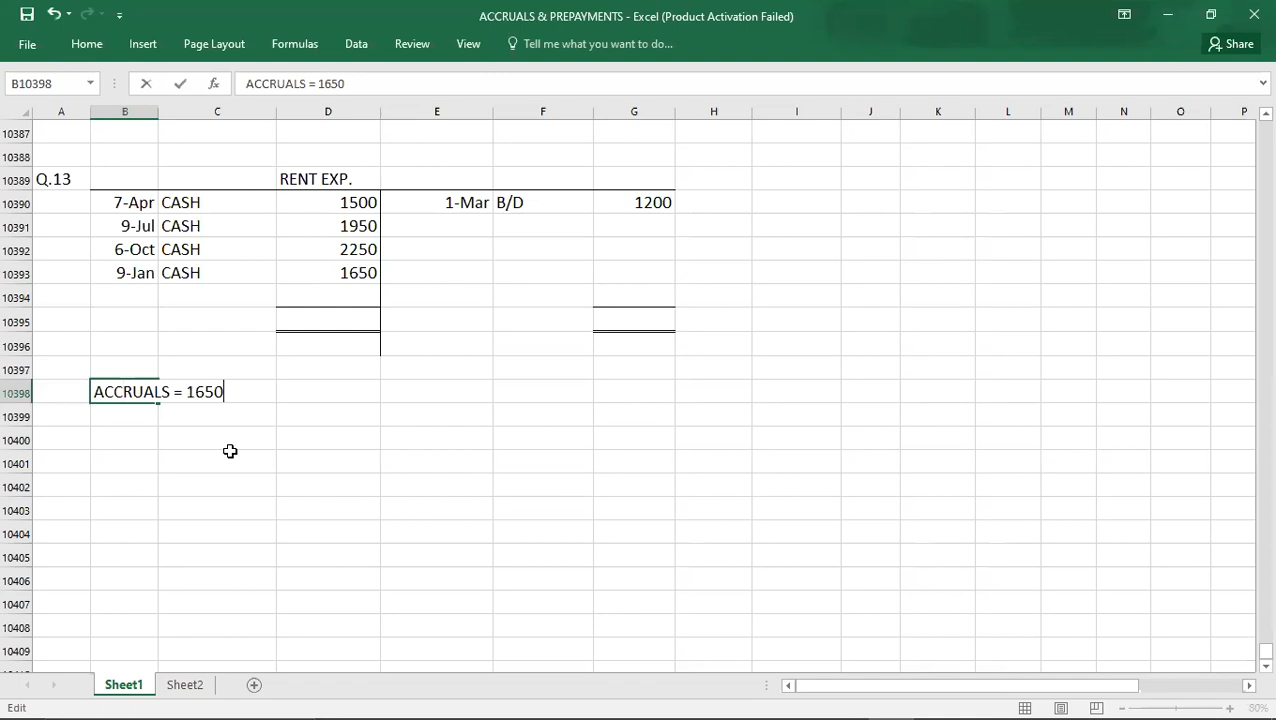 ACCRUALS & PREPAYMENTS - Excel (Product Activation Failed)
File Home Insert Page Layout Formulas Data Review View Tell me what you want to do... Share
B10398 fx ACCRUALS = 1650
A B C D E F G H I J K L M N O P
10387
10388
10389 Q.13 RENT EXP.
10390 7-Apr CASH 1500 1-Mar B/D 1200
10391 9-Jul CASH 1950
10392 6-Oct CASH 2250
10393 9-Jan CASH 1650
10394
10395
10396
10397
10398 ACCRUALS = 1650
10399
10400
10401
10402
10403
10404
10405
10406
10407
10408
10409
Sheet1 Sheet2
Edit 80%